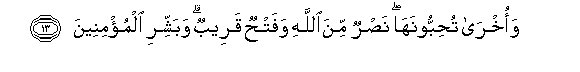 وَأُخْرَىٰ تُحِبُّونَهَا ۖ نَصْرٌ مِّنَ ٱللَّهِ وَفَتْحٌ قَرِيبٌ ۗ وَبَشِّرِ ٱلْمُؤْمِنِينَ ﴿١٣﴾